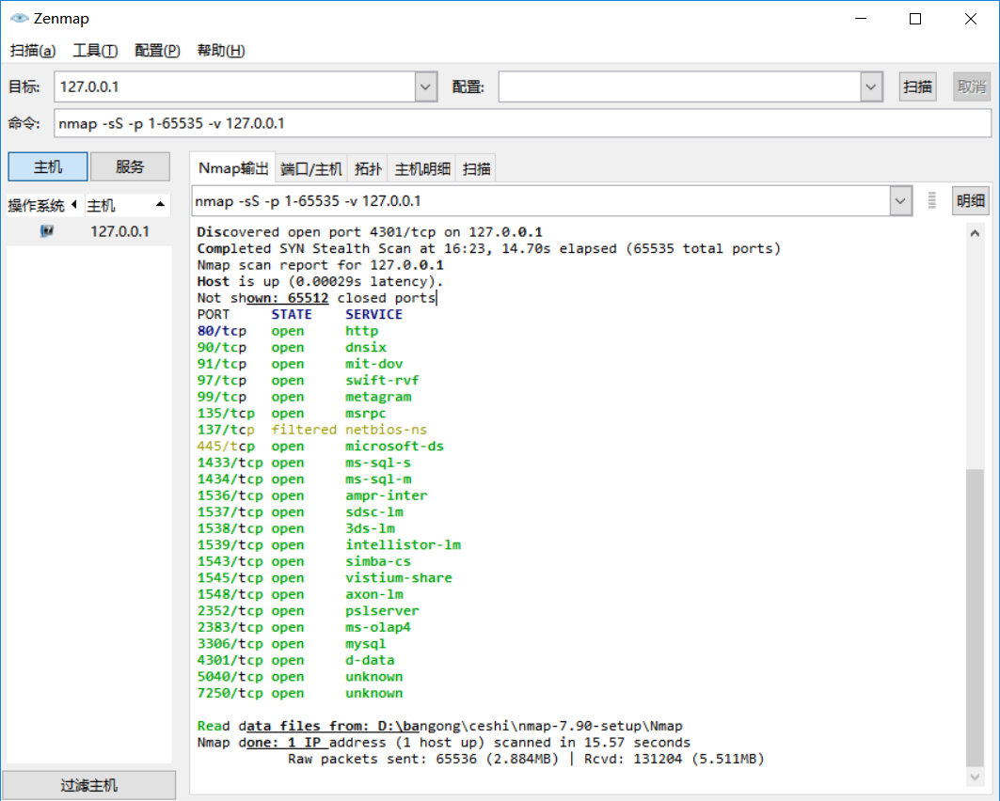 Zenmap
扫描(a) 工具(T) 配置(P) 帮助(H)
目标: 127.0.0.1 配置: 扫描 取消
命令: nmap -sS -p 1-65535 -v 127.0.0.1
主机 服务
Nmap输出 端口/主机 拓扑 主机明细 扫描
操作系统 主机
127.0.0.1
nmap -sS -p 1-65535 -v 127.0.0.1 明细
Discovered open port 4301/tcp on 127.0.0.1
Completed SYN Stealth Scan at 16:23, 14.70s elapsed (65535 total ports)
Nmap scan report for 127.0.0.1
Host is up (0.00029s latency).
Not shown: 65512 closed ports
PORT STATE SERVICE
80/tcp open http
90/tcp open dnsix
91/tcp open mit-dov
97/tcp open swift-rvf
99/tcp open metagram
135/tcp open msrpc
137/tcp filtered netbios-ns
445/tcp open microsoft-ds
1433/tcp open ms-sql-s
1434/tcp open ms-sql-m
1536/tcp open ampr-inter
1537/tcp open sdsc-lm
1538/tcp open 3ds-lm
1539/tcp open intellistor-lm
1543/tcp open simba-cs
1545/tcp open vistium-share
1548/tcp open axon-lm
2352/tcp open pslserver
2383/tcp open ms-olap4
3306/tcp open mysql
4301/tcp open d-data
5040/tcp open unknown
7250/tcp open unknown
Read data files from: D:\bangong\ceshi\nmap-7.90-setup\Nmap
Nmap done: 1 IP address (1 host up) scanned in 15.57 seconds
Raw packets sent: 65536 (2.884MB) | Rcvd: 131204 (5.511MB)
过滤主机